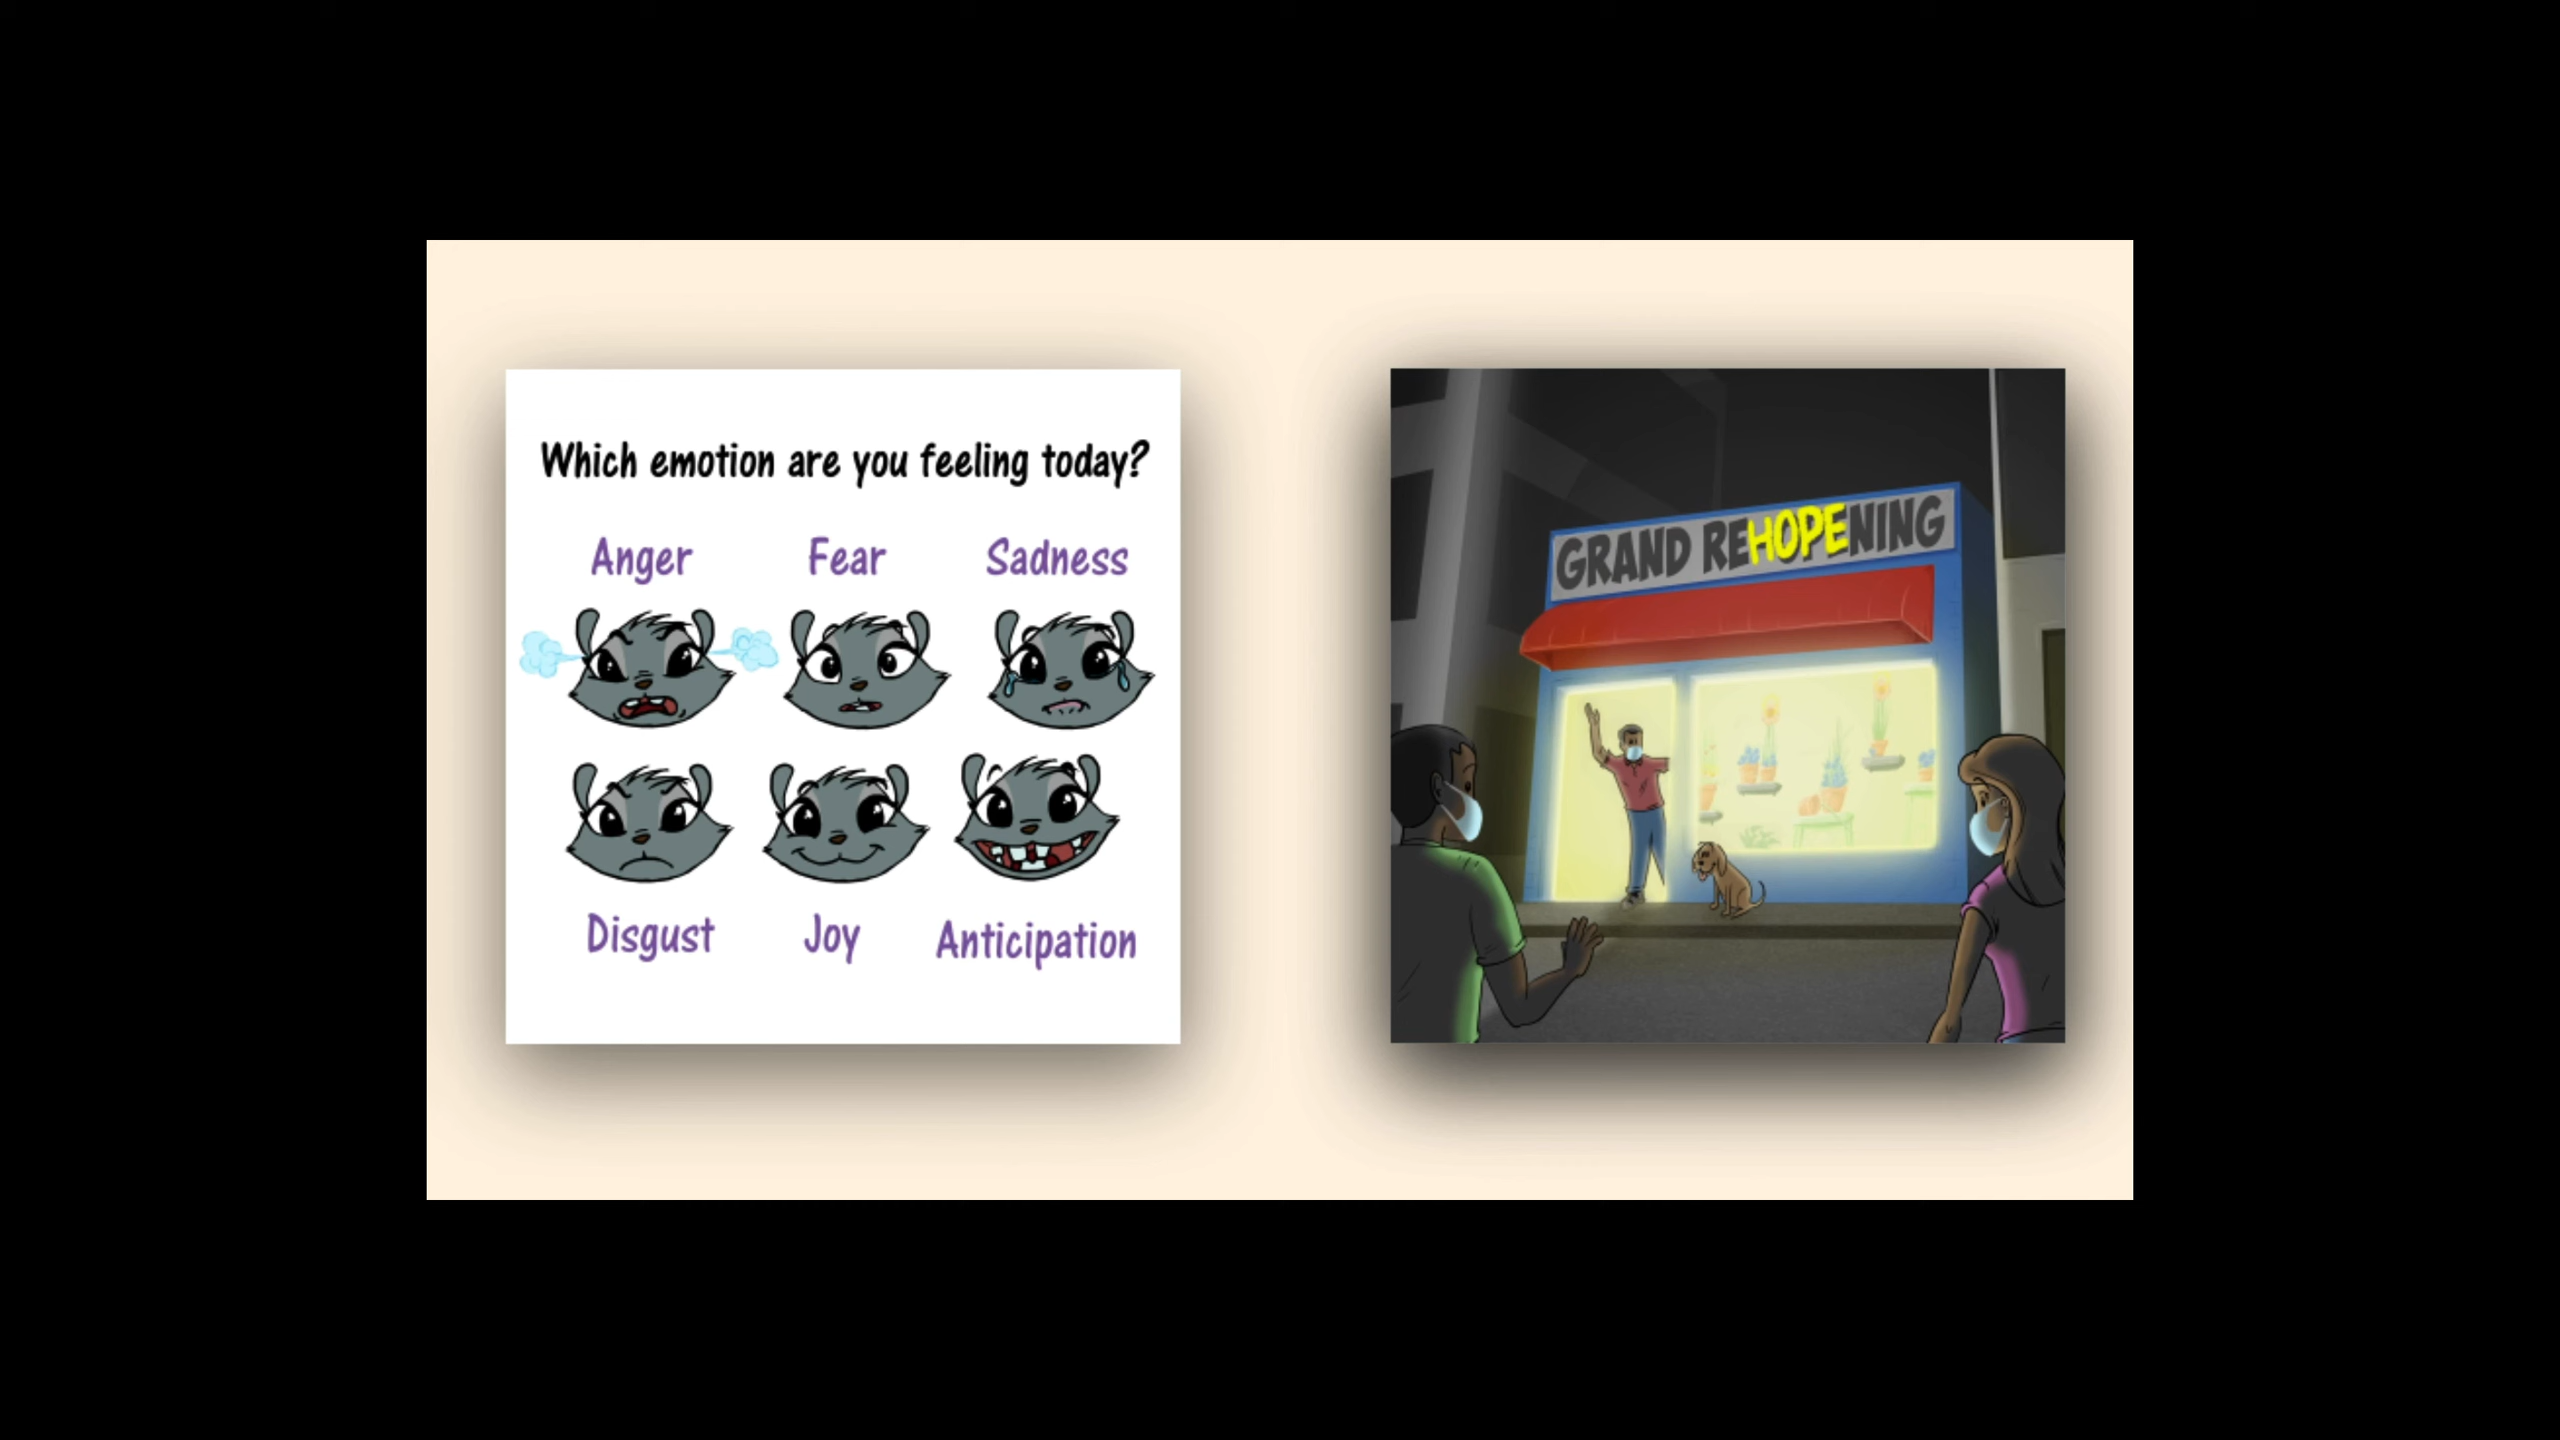 Which emotion are you feeling today?
Anger Fear Sadness
Disgust Joy Anticipation
GRAND REHOPENING